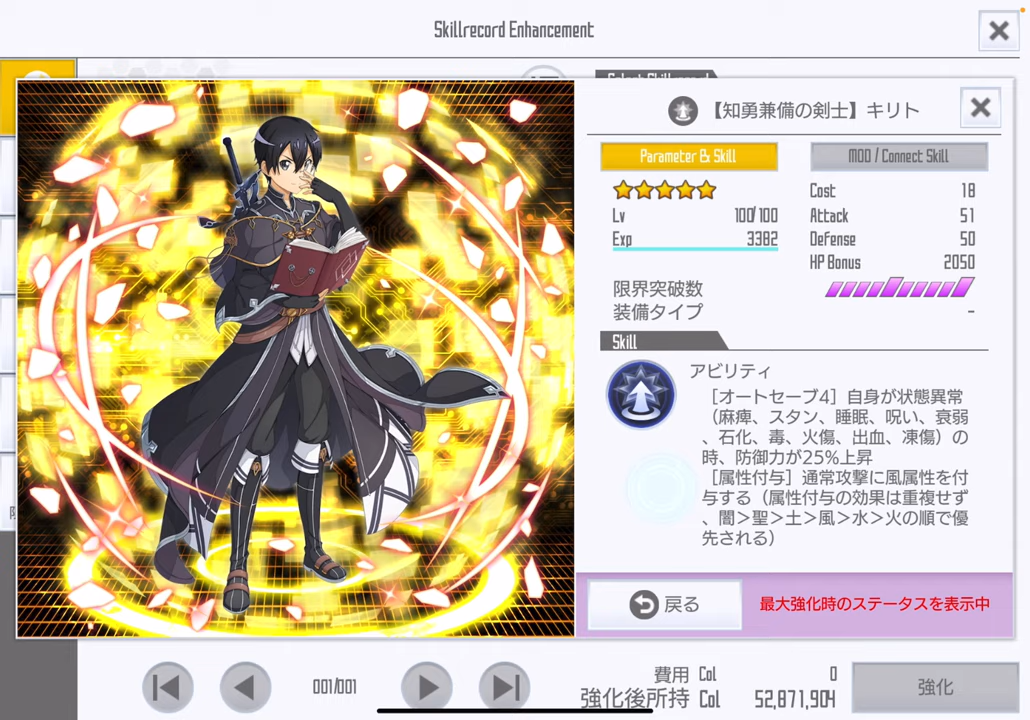 Skillrecord Enhancement
【知勇兼備の剣士】キリト
Parameter & Skill
MOD / Connect Skill
Lv 100/100
Exp 3382
Cost 18
Attack 51
Defense 50
HP Bonus 2050
限界突破数
装備タイプ -
Skill
アビリティ
［オートセーブ4］自身が状態異常
（麻痺、スタン、睡眠、呪い、衰弱
、石化、毒、火傷、出血、凍傷）の
時、防御力が25%上昇
［属性付与］通常攻撃に風属性を付
与する（属性付与の効果は重複せず
、闇＞聖＞土＞風＞水＞火の順で優
先される）
戻る
最大強化時のステータスを表示中
001/001
費用 Col 0
強化後所持 Col 52,871,904
強化